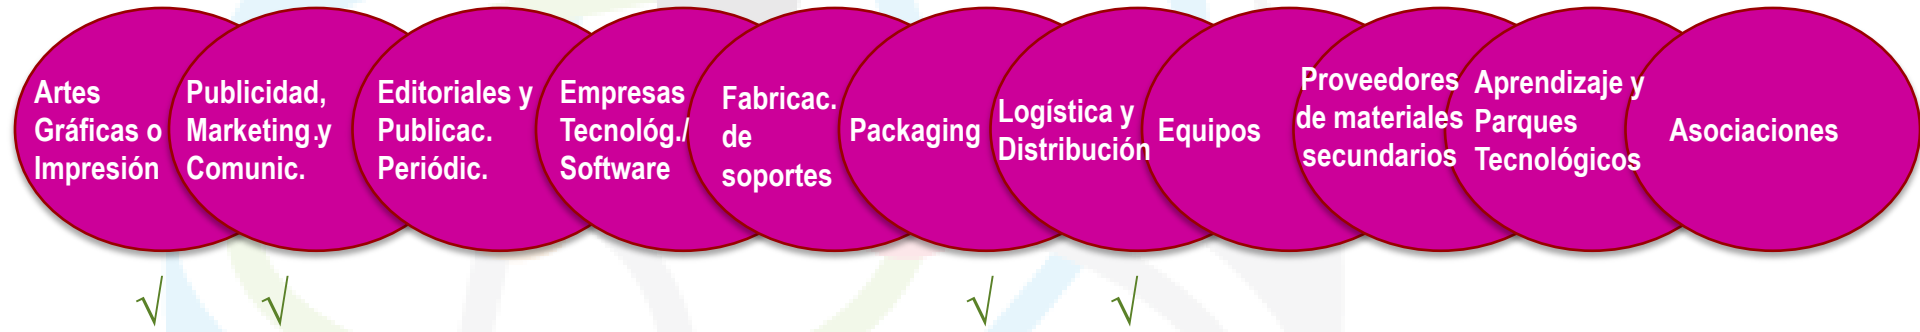 Artes
Gráficas o
Impresión
Publicidad,
Marketing.y
Comunic.
Editoriales y
Publicac.
Periódic.
Empresas
Tecnológ./
Software
Fabricac.
de
soportes
Packaging
Logística y
Distribución
Equipos
Proveedores
de materiales
secundarios
Aprendizaje y
Parques
Tecnológicos
Asociaciones
√ √ √ √